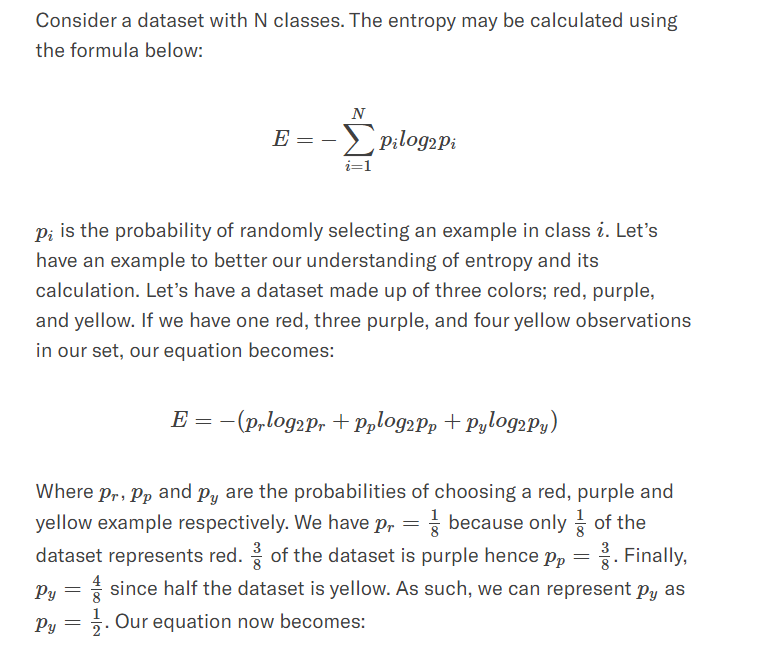 Consider a dataset with N classes. The entropy may be calculated using
the formula below:
E = − ∑_{i=1}^{N} p_i log_2 p_i
p_i is the probability of randomly selecting an example in class i. Let’s
have an example to better our understanding of entropy and its
calculation. Let’s have a dataset made up of three colors; red, purple,
and yellow. If we have one red, three purple, and four yellow observations
in our set, our equation becomes:
E = −(p_r log_2 p_r + p_p log_2 p_p + p_y log_2 p_y)
Where p_r, p_p and p_y are the probabilities of choosing a red, purple and
yellow example respectively. We have p_r = 1/8 because only 1/8 of the
dataset represents red. 3/8 of the dataset is purple hence p_p = 3/8. Finally,
p_y = 4/8 since half the dataset is yellow. As such, we can represent p_y as
p_y = 1/2. Our equation now becomes: